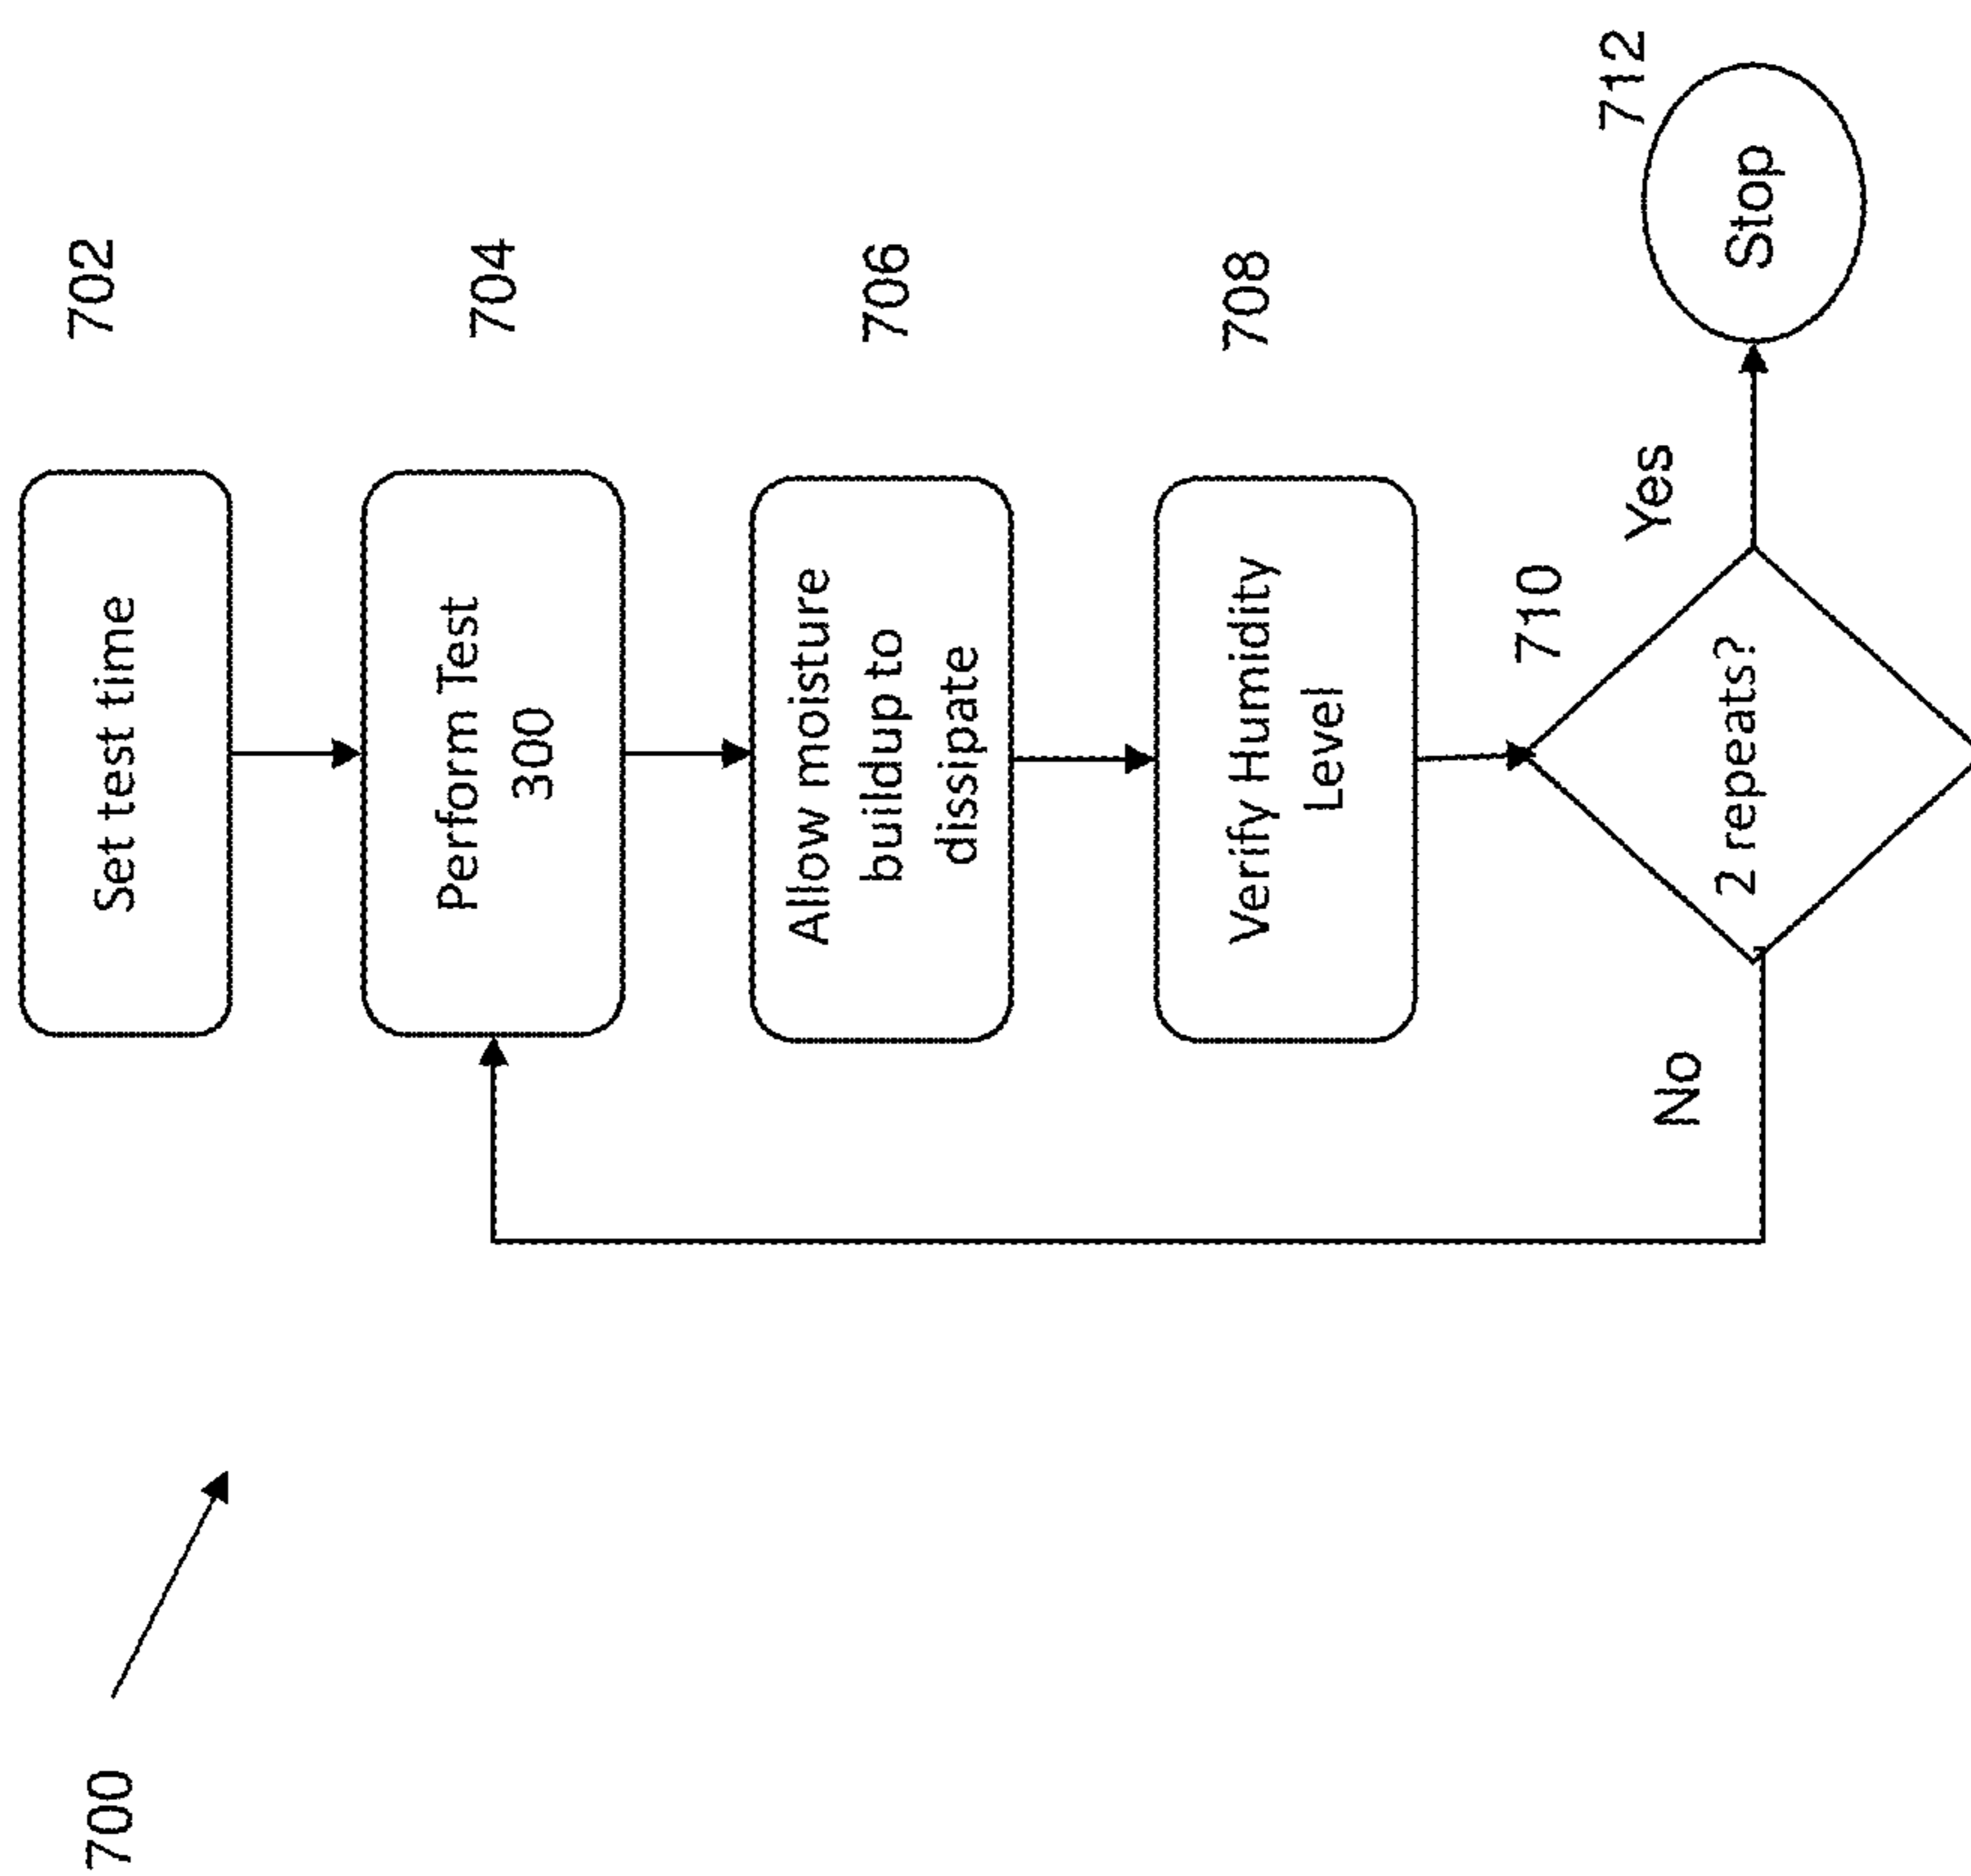 700
Set test time
702
Perform Test
300
704
Allow moisture
buildup to
dissipate
706
Verify Humidity
Level
708
710
2 repeats?
No
Yes
Stop
712